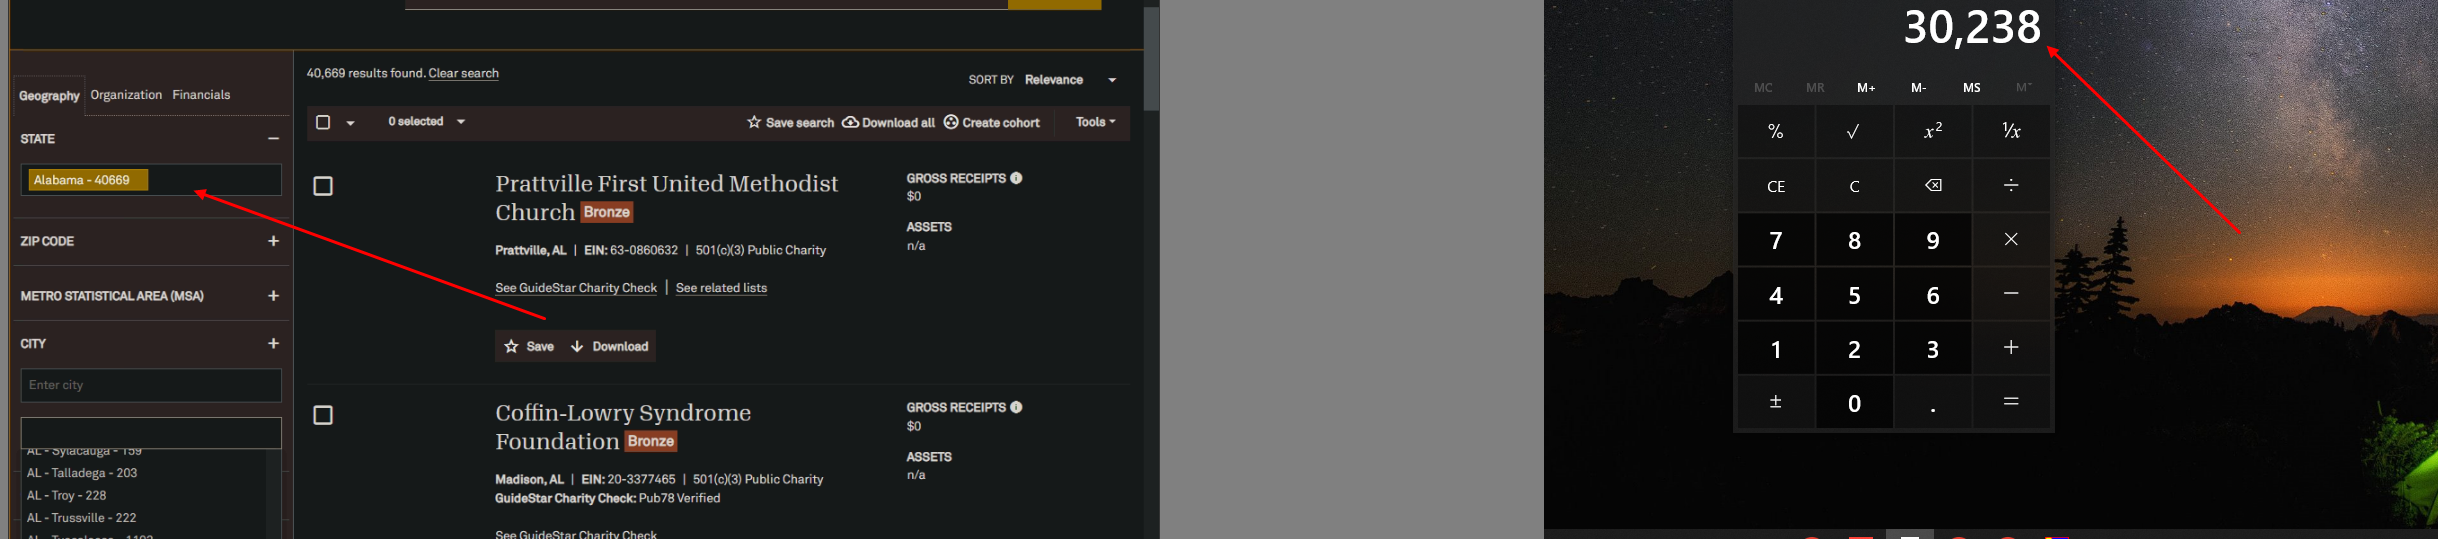 40,669 results found. Clear search
SORT BY Relevance
Geography Organization Financials
0 selected
Save search Download all Create cohort Tools
STATE
Alabama - 40669
ZIP CODE
METRO STATISTICAL AREA (MSA)
CITY
Enter city
AL - Sylacauga - 159
AL - Talladega - 203
AL - Troy - 228
AL - Trussville - 222
Prattville First United Methodist
Church Bronze
Prattville, AL | EIN: 63-0860632 | 501(c)(3) Public Charity
See GuideStar Charity Check | See related lists
Save Download
GROSS RECEIPTS
$0
ASSETS
n/a
Coffin-Lowry Syndrome
Foundation Bronze
Madison, AL | EIN: 20-3377465 | 501(c)(3) Public Charity
GuideStar Charity Check: Pub78 Verified
See GuideStar Charity Check
GROSS RECEIPTS
$0
ASSETS
n/a
30,238
MC MR M+ M- MS M˅
% √ x² ¹/x
CE C ÷
7 8 9 ×
4 5 6 −
1 2 3 +
± 0 . =